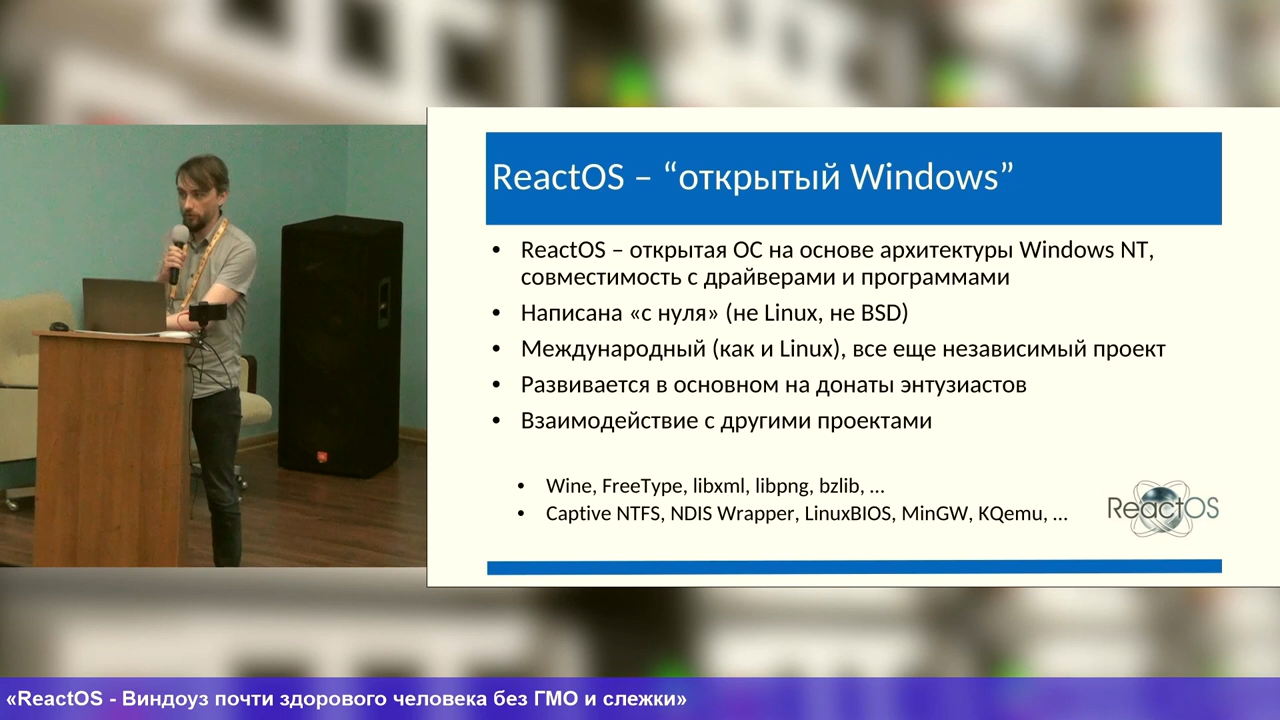 ReactOS – “открытый Windows”
• ReactOS – открытая ОС на основе архитектуры Windows NT,
совместимость с драйверами и программами
• Написана «с нуля» (не Linux, не BSD)
• Международный (как и Linux), все еще независимый проект
• Развивается в основном на донаты энтузиастов
• Взаимодействие с другими проектами
• Wine, FreeType, libxml, libpng, bzlib, ...
• Captive NTFS, NDIS Wrapper, LinuxBIOS, MinGW, KQemu, ...
ReactOS
«ReactOS - Виндоуз почти здорового человека без ГМО и слежки»